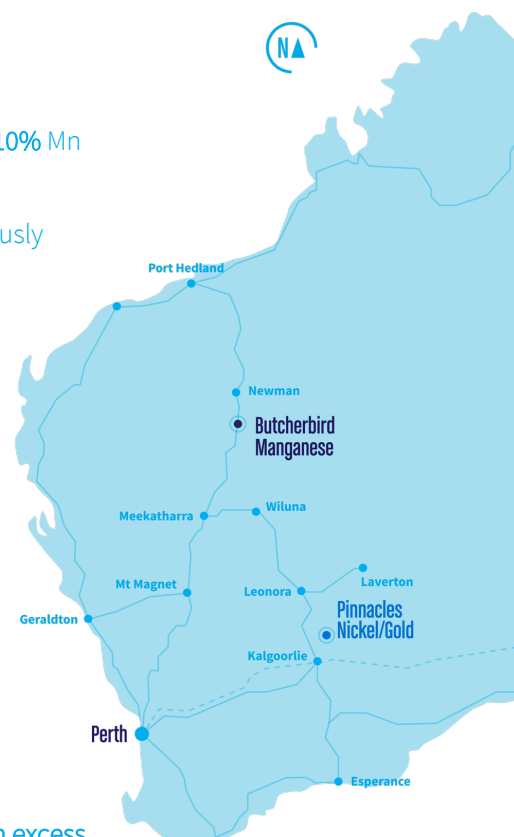 N
10% Mn
usly
Port Hedland
Newman
Butcherbird
Manganese
Wiluna
Meekatharra
Mt Magnet
Leonora
Laverton
Pinnacles
Nickel/Gold
Geraldton
Kalgoorlie
Perth
Esperance
n excess